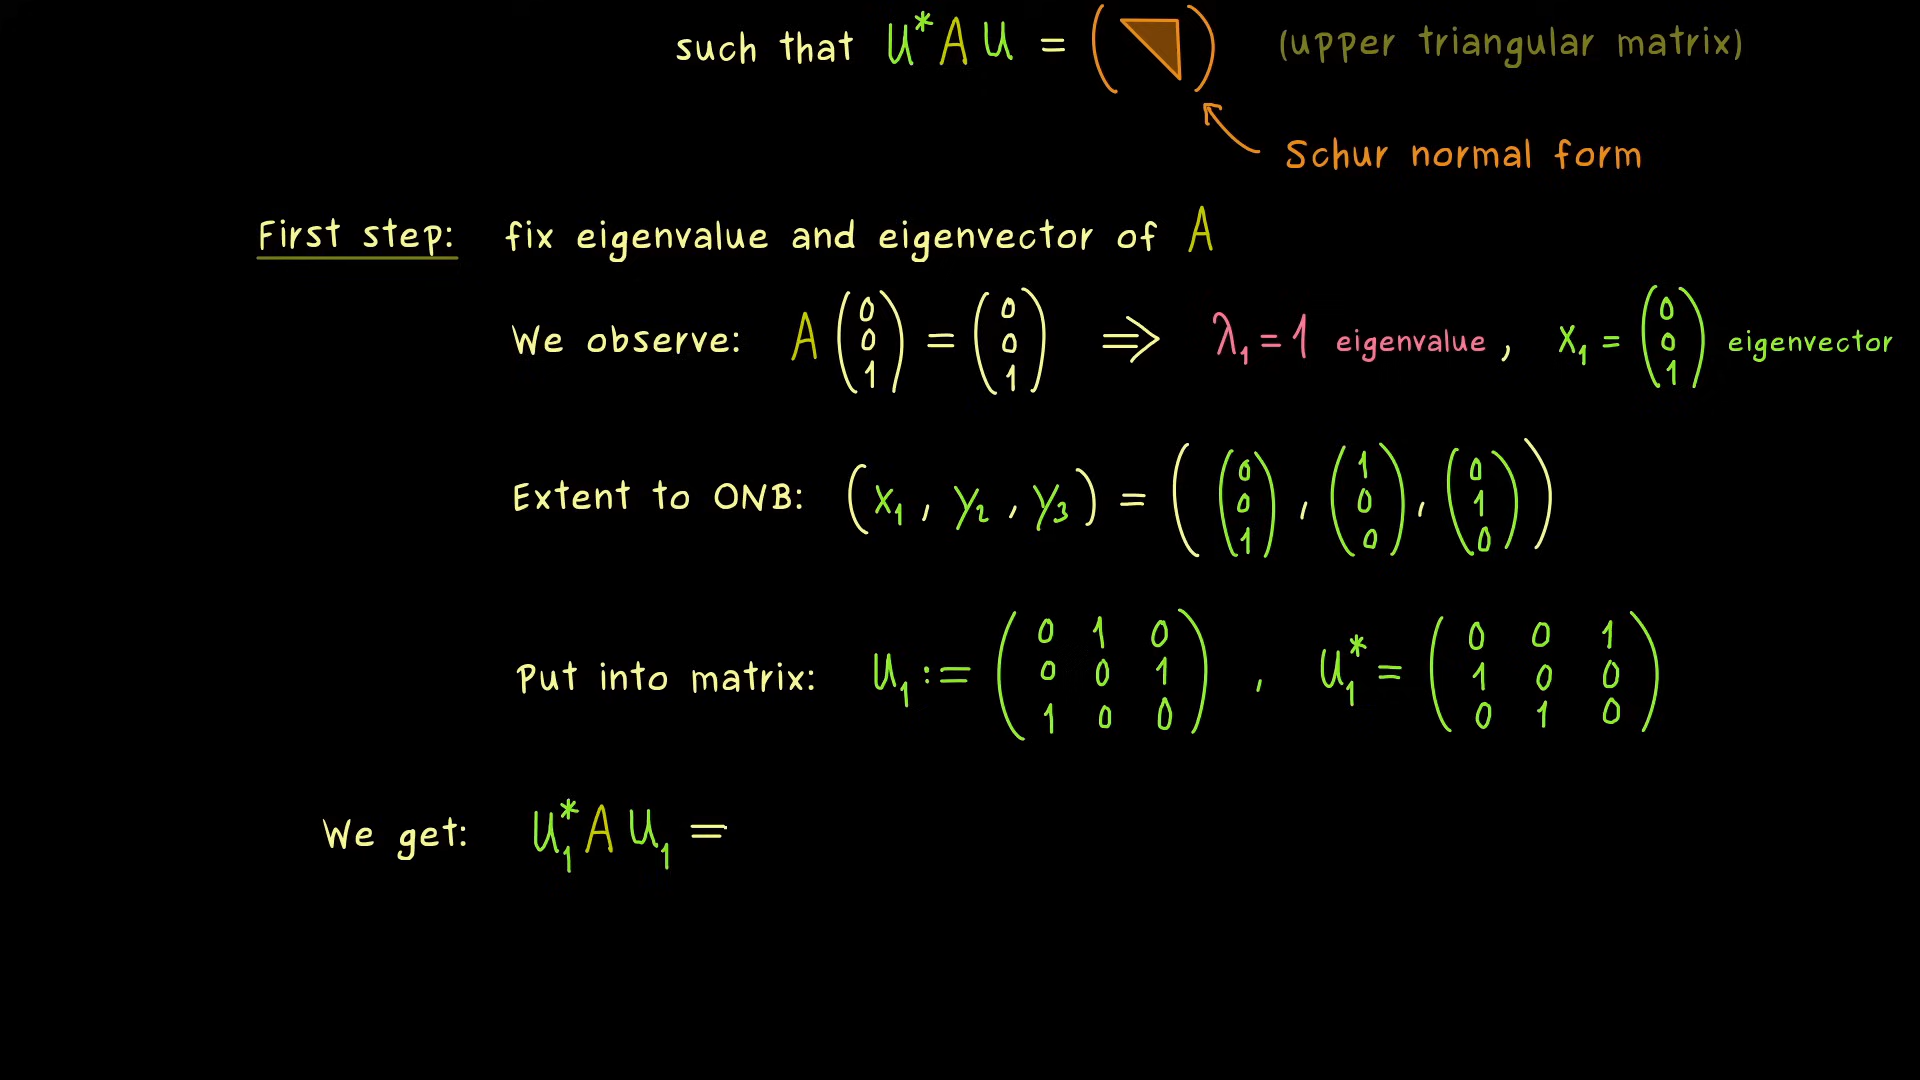 such that U*AU = ( ) (upper triangular matrix)
Schur normal form
First step: fix eigenvalue and eigenvector of A
We observe: A (0 0 1) = (0 0 1) ⇒ λ₁ = 1 eigenvalue , x₁ = (0 0 1) eigenvector
Extent to ONB: (x₁ , y₂ , y₃) = ( (0 0 1) , (1 0 0) , (0 1 0) )
Put into matrix: U₁ := (0 1 0 / 0 0 1 / 1 0 0) , U₁* = (0 0 1 / 1 0 0 / 0 1 0)
We get: U₁*AU₁ =